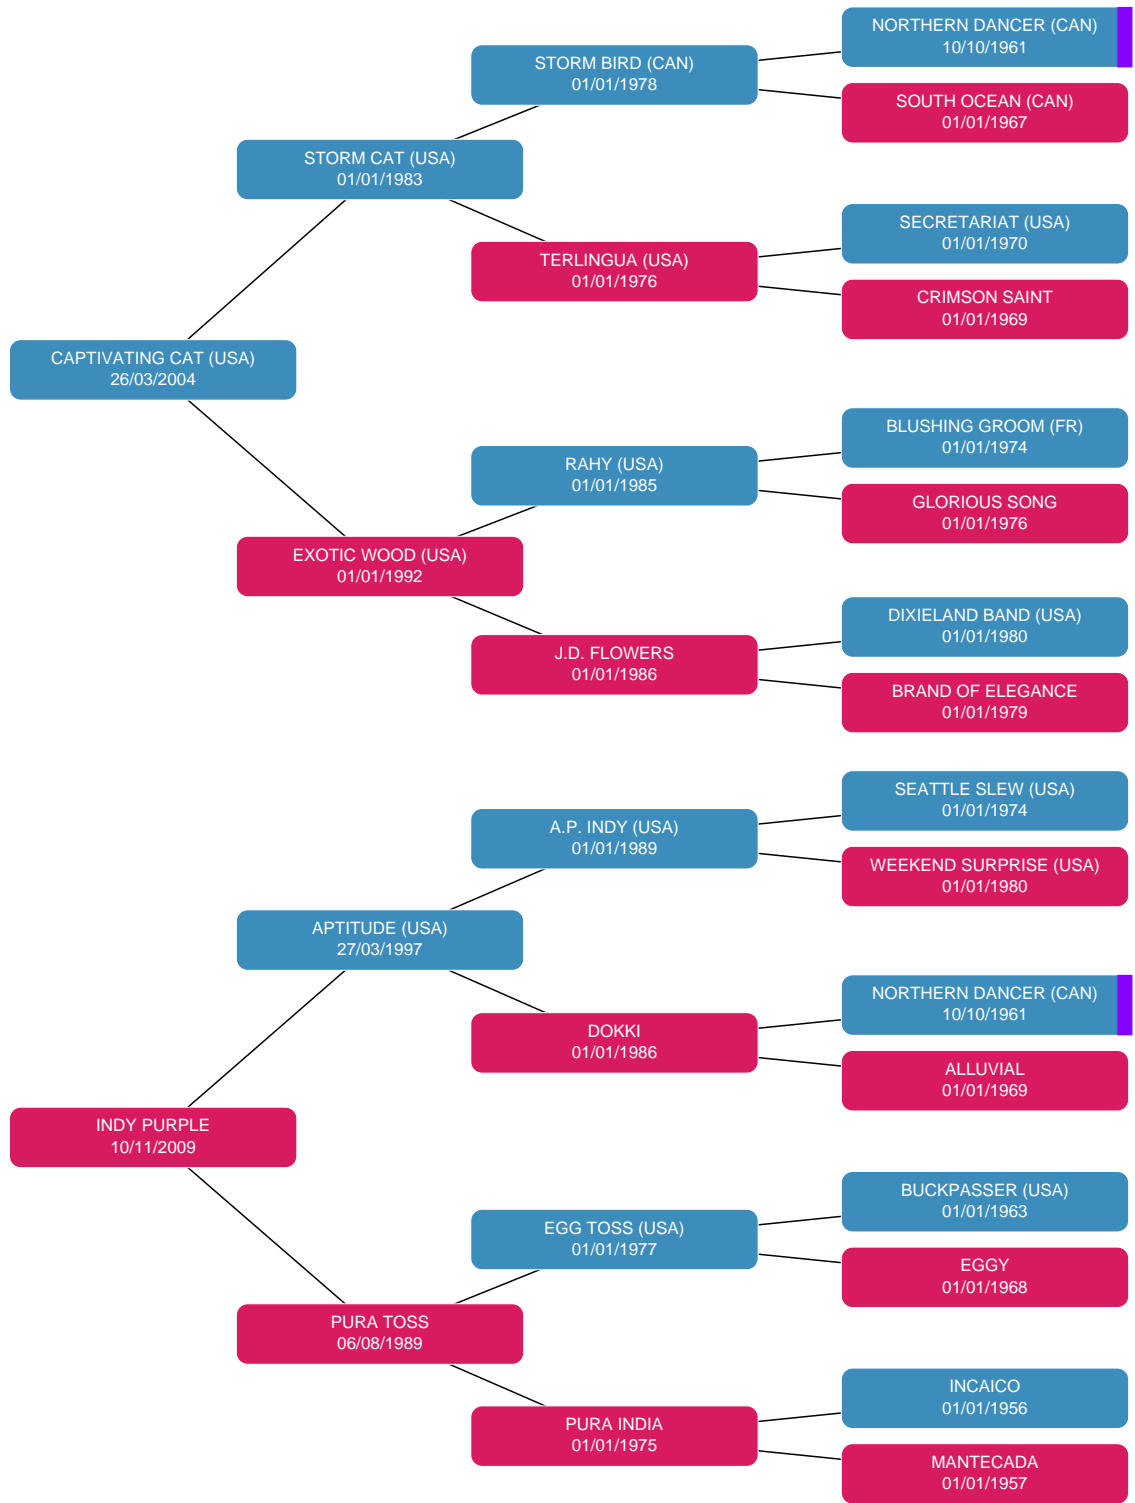 NORTHERN DANCER (CAN)
10/10/1961
STORM BIRD (CAN)
01/01/1978
SOUTH OCEAN (CAN)
01/01/1967
STORM CAT (USA)
01/01/1983
SECRETARIAT (USA)
01/01/1970
TERLINGUA (USA)
01/01/1976
CRIMSON SAINT
01/01/1969
CAPTIVATING CAT (USA)
26/03/2004
BLUSHING GROOM (FR)
01/01/1974
RAHY (USA)
01/01/1985
GLORIOUS SONG
01/01/1976
EXOTIC WOOD (USA)
01/01/1992
DIXIELAND BAND (USA)
01/01/1980
J.D. FLOWERS
01/01/1986
BRAND OF ELEGANCE
01/01/1979
SEATTLE SLEW (USA)
01/01/1974
A.P. INDY (USA)
01/01/1989
WEEKEND SURPRISE (USA)
01/01/1980
APTITUDE (USA)
27/03/1997
NORTHERN DANCER (CAN)
10/10/1961
DOKKI
01/01/1986
ALLUVIAL
01/01/1969
INDY PURPLE
10/11/2009
BUCKPASSER (USA)
01/01/1963
EGG TOSS (USA)
01/01/1977
EGGY
01/01/1968
PURA TOSS
06/08/1989
INCAICO
01/01/1956
PURA INDIA
01/01/1975
MANTECADA
01/01/1957